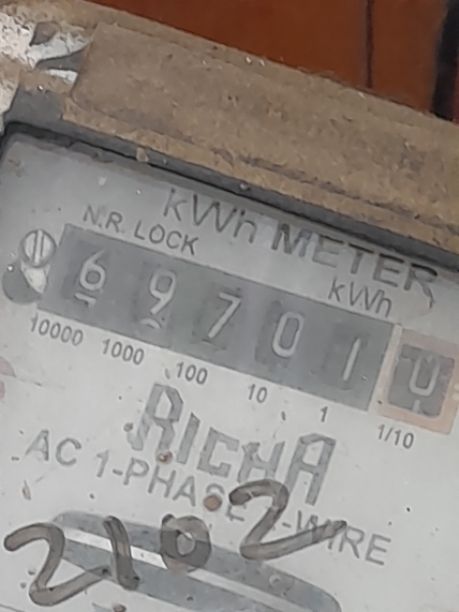 kWh METER
N.R. LOCK
kWh
6 9 7 0 1 0
10000 1000 100 10 1 1/10
RICHA
AC 1-PHASE 2-WIRE
2102